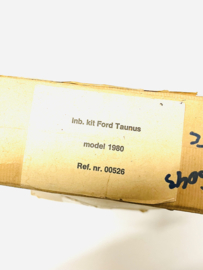 inb. kit Ford Taunus
model 1980
Ref. nr. 00526